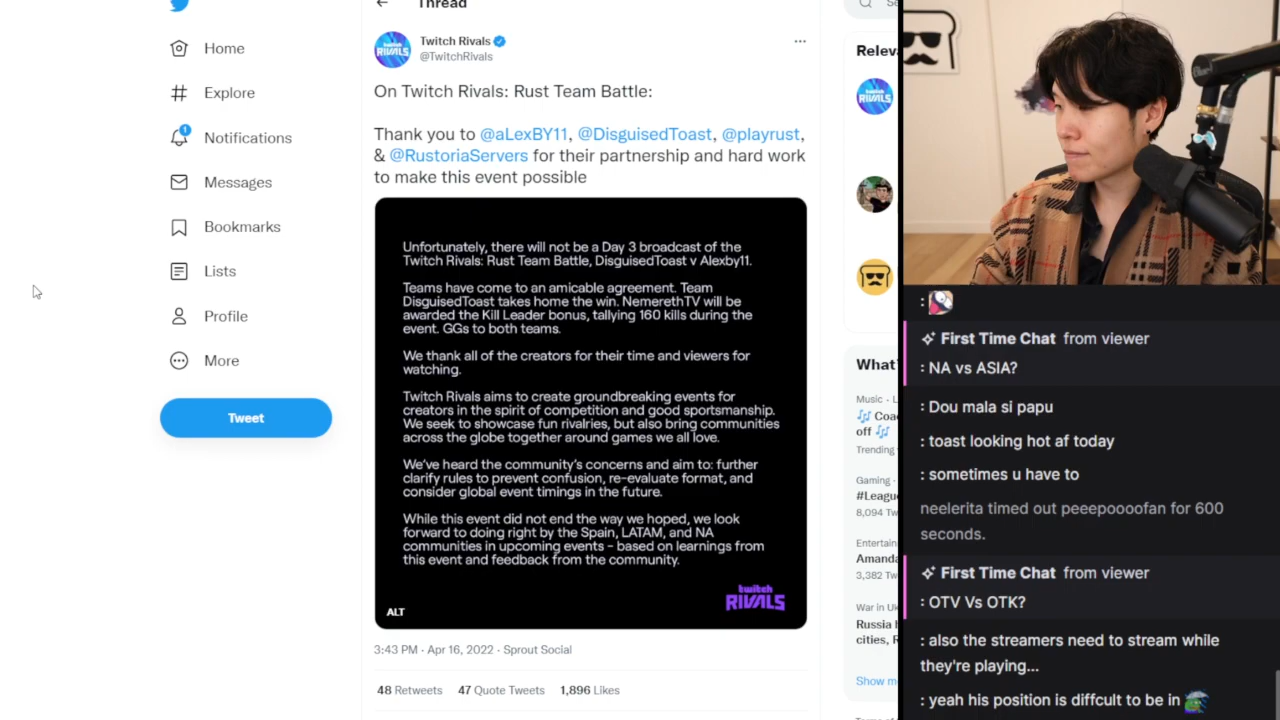 Home
Explore
1
Notifications
Messages
Bookmarks
Lists
Profile
More
Tweet
Thread
Twitch Rivals
@TwitchRivals
On Twitch Rivals: Rust Team Battle:
Thank you to @aLexBY11, @DisguisedToast, @playrust,
& @RustoriaServers for their partnership and hard work
to make this event possible
Unfortunately, there will not be a Day 3 broadcast of the
Twitch Rivals: Rust Team Battle, DisguisedToast v Alexby11.
Teams have come to an amicable agreement. Team
DisguisedToast takes home the win. NemerethTV will be
awarded the Kill Leader bonus, tallying 160 kills during the
event. GGs to both teams.
We thank all of the creators for their time and viewers for
watching.
Twitch Rivals aims to create groundbreaking events for
creators in the spirit of competition and good sportsmanship.
We seek to showcase fun rivalries, but also bring communities
across the globe together around games we all love.
We've heard the community's concerns and aim to: further
clarify rules to prevent confusion, re-evaluate format, and
consider global event timings in the future.
While this event did not end the way we hoped, we look
forward to doing right by the Spain, LATAM, and NA
communities in upcoming events - based on learnings from
this event and feedback from the community.
twitch
RIVALS
ALT
3:43 PM · Apr 16, 2022 · Sprout Social
48 Retweets 47 Quote Tweets 1,896 Likes
Se
Relev
What'
Music · L
Coa
off
Trending
Gaming ·
#Leagu
8,094 Tw
Entertain
Amanda
3,382 Tw
War in Uk
Russia
cities, R
Show m
Terms of
:
First Time Chat from viewer
: NA vs ASIA?
: Dou mala si papu
: toast looking hot af today
: sometimes u have to
neelerita timed out peeepoooofan for 600
seconds.
First Time Chat from viewer
: OTV Vs OTK?
: also the streamers need to stream while
they're playing...
: yeah his position is diffcult to be in